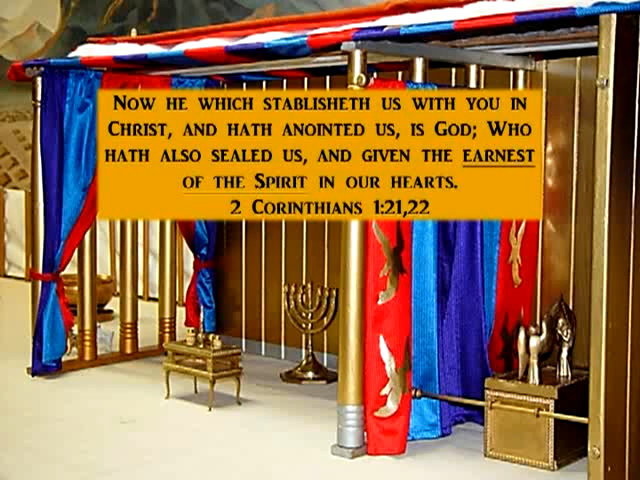 Now he which stablisheth us with you in
Christ, and hath anointed us, is God; Who
hath also sealed us, and given the earnest
of the Spirit in our hearts.
2 Corinthians 1:21,22